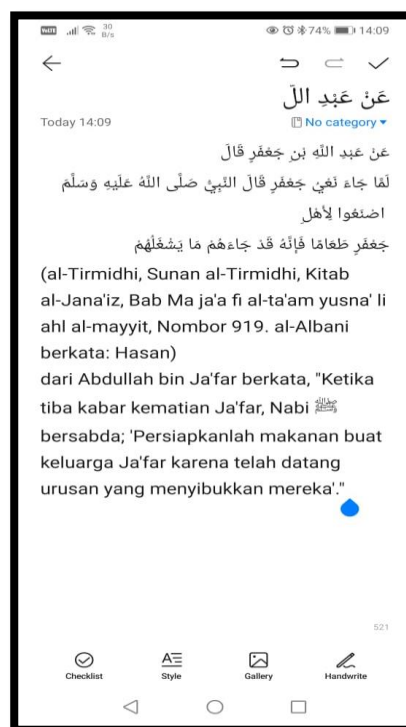 VoLTE 30 B/s 74% 14:09
عَنْ عَبْدِ اللّ
Today 14:09 No category
عَنْ عَبْدِ اللَّهِ بْنِ جَعْفَرٍ قَالَ
لَمَّا جَاءَ نَعْيُ جَعْفَرٍ قَالَ النَّبِيُّ صَلَّى اللَّهُ عَلَيْهِ وَسَلَّمَ
اصْنَعُوا لِأَهْلِ
جَعْفَرٍ طَعَامًا فَإِنَّهُ قَدْ جَاءَهُمْ مَا يَشْغَلُهُمْ
(al-Tirmidhi, Sunan al-Tirmidhi, Kitab
al-Jana'iz, Bab Ma ja'a fi al-ta'am yusna' li
ahl al-mayyit, Nombor 919. al-Albani
berkata: Hasan)
dari Abdullah bin Ja'far berkata, "Ketika
tiba kabar kematian Ja'far, Nabi ﷺ
bersabda; 'Persiapkanlah makanan buat
keluarga Ja'far karena telah datang
urusan yang menyibukkan mereka'."
521
Checklist Style Gallery Handwrite